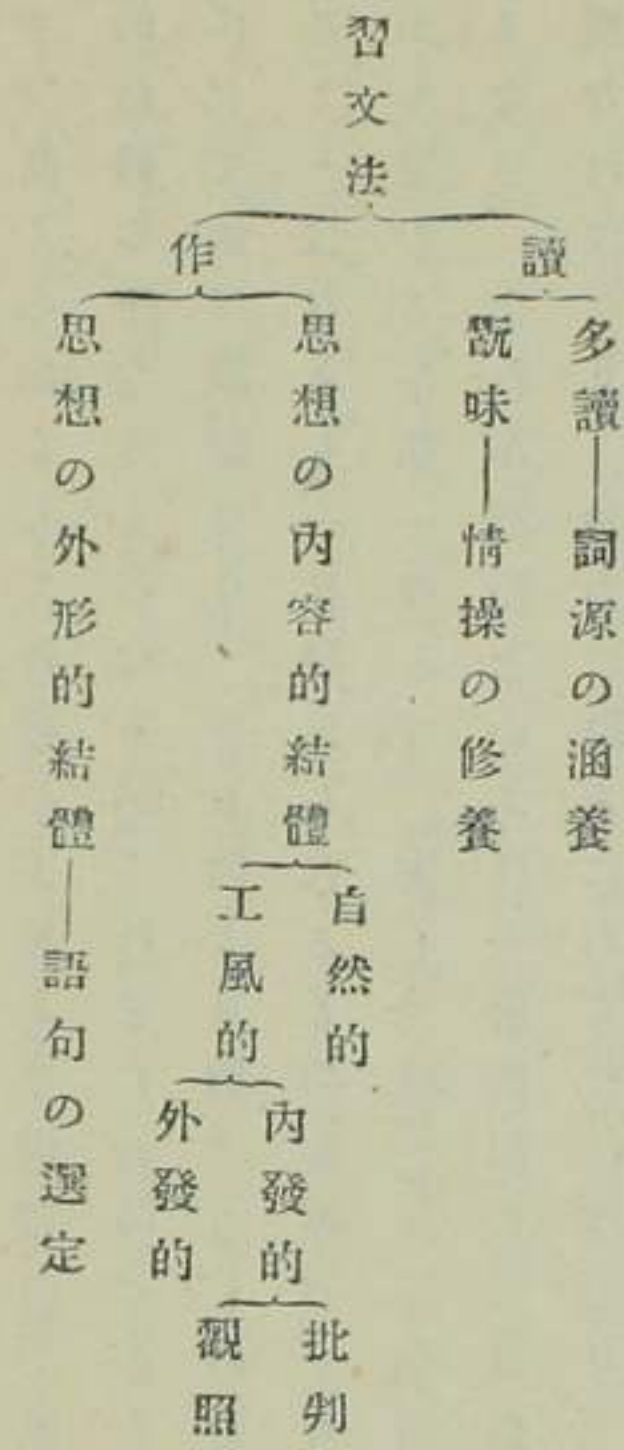 習文法
讀
多讀──詞源の涵養
翫味──情操の修養
作
思想の內容的結體
自然的
工風的
內發的
批判
觀照
外發的
思想の外形的結體──語句の選定